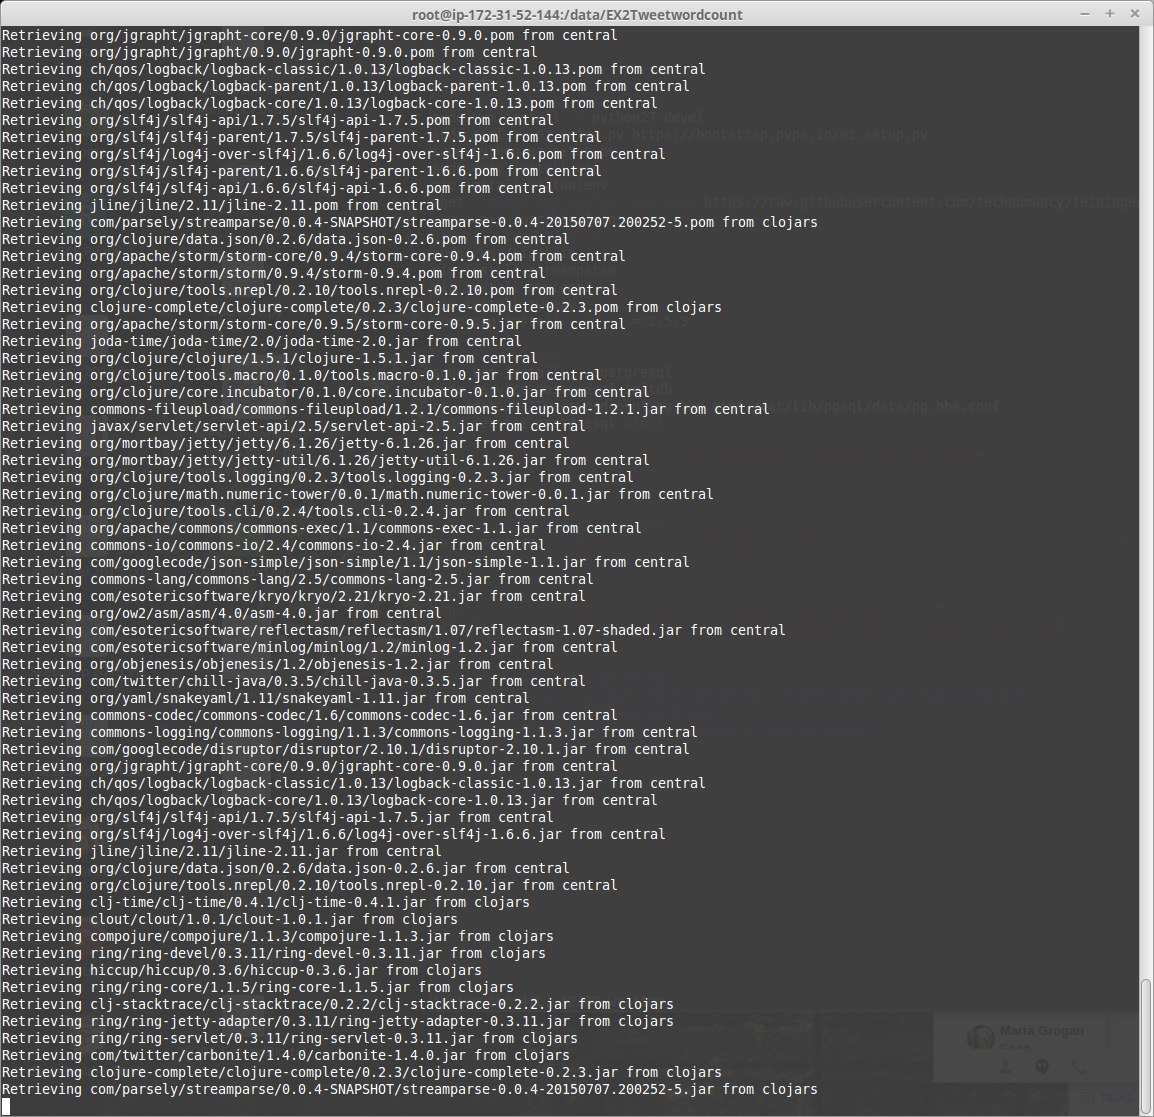 root@ip-172-31-52-144:/data/EX2Tweetwordcount
Retrieving org/jgrapht/jgrapht-core/0.9.0/jgrapht-core-0.9.0.pom from central
Retrieving org/jgrapht/jgrapht/0.9.0/jgrapht-0.9.0.pom from central
Retrieving ch/qos/logback/logback-classic/1.0.13/logback-classic-1.0.13.pom from central
Retrieving ch/qos/logback/logback-parent/1.0.13/logback-parent-1.0.13.pom from central
Retrieving ch/qos/logback/logback-core/1.0.13/logback-core-1.0.13.pom from central
Retrieving org/slf4j/slf4j-api/1.7.5/slf4j-api-1.7.5.pom from central
python27-devel
Retrieving org/slf4j/slf4j-parent/1.7.5/slf4j-parent-1.7.5.pom from central
.py https://bootstrap.pypa.io/ez_setup.py
Retrieving org/slf4j/log4j-over-slf4j/1.6.6/log4j-over-slf4j-1.6.6.pom from central
Retrieving org/slf4j/slf4j-parent/1.6.6/slf4j-parent-1.6.6.pom from central
Retrieving org/slf4j/slf4j-api/1.6.6/slf4j-api-1.6.6.pom from central
Retrieving jline/jline/2.11/jline-2.11.pom from central
https://raw.githubusercontent.com/technomancy/leininge
Retrieving com/parsely/streamparse/0.0.4-SNAPSHOT/streamparse-0.0.4-20150707.200252-5.pom from clojars
Retrieving org/clojure/data.json/0.2.6/data.json-0.2.6.pom from central
Retrieving org/apache/storm/storm-core/0.9.4/storm-core-0.9.4.pom from central
Retrieving org/apache/storm/storm/0.9.4/storm-0.9.4.pom from central
Retrieving org/clojure/tools.nrepl/0.2.10/tools.nrepl-0.2.10.pom from central
Retrieving clojure-complete/clojure-complete/0.2.3/clojure-complete-0.2.3.pom from clojars
Retrieving org/apache/storm/storm-core/0.9.5/storm-core-0.9.5.jar from central
Retrieving joda-time/joda-time/2.0/joda-time-2.0.jar from central
Retrieving org/clojure/clojure/1.5.1/clojure-1.5.1.jar from central
Retrieving org/clojure/tools.macro/0.1.0/tools.macro-0.1.0.jar from central
Retrieving org/clojure/core.incubator/0.1.0/core.incubator-0.1.0.jar from central
Retrieving commons-fileupload/commons-fileupload/1.2.1/commons-fileupload-1.2.1.jar from central
ar/lib/pgsql/data/pg_hba.conf
Retrieving javax/servlet/servlet-api/2.5/servlet-api-2.5.jar from central
Retrieving org/mortbay/jetty/jetty/6.1.26/jetty-6.1.26.jar from central
Retrieving org/mortbay/jetty/jetty-util/6.1.26/jetty-util-6.1.26.jar from central
Retrieving org/clojure/tools.logging/0.2.3/tools.logging-0.2.3.jar from central
Retrieving org/clojure/math.numeric-tower/0.0.1/math.numeric-tower-0.0.1.jar from central
Retrieving org/clojure/tools.cli/0.2.4/tools.cli-0.2.4.jar from central
Retrieving org/apache/commons/commons-exec/1.1/commons-exec-1.1.jar from central
Retrieving commons-io/commons-io/2.4/commons-io-2.4.jar from central
Retrieving com/googlecode/json-simple/json-simple/1.1/json-simple-1.1.jar from central
Retrieving commons-lang/commons-lang/2.5/commons-lang-2.5.jar from central
Retrieving com/esotericsoftware/kryo/kryo/2.21/kryo-2.21.jar from central
Retrieving org/ow2/asm/asm/4.0/asm-4.0.jar from central
Retrieving com/esotericsoftware/reflectasm/reflectasm/1.07/reflectasm-1.07-shaded.jar from central
Retrieving com/esotericsoftware/minlog/minlog/1.2/minlog-1.2.jar from central
Retrieving org/objenesis/objenesis/1.2/objenesis-1.2.jar from central
Retrieving com/twitter/chill-java/0.3.5/chill-java-0.3.5.jar from central
Retrieving org/yaml/snakeyaml/1.11/snakeyaml-1.11.jar from central
Retrieving commons-codec/commons-codec/1.6/commons-codec-1.6.jar from central
Retrieving commons-logging/commons-logging/1.1.3/commons-logging-1.1.3.jar from central
Retrieving com/googlecode/disruptor/disruptor/2.10.1/disruptor-2.10.1.jar from central
Retrieving org/jgrapht/jgrapht-core/0.9.0/jgrapht-core-0.9.0.jar from central
Retrieving ch/qos/logback/logback-classic/1.0.13/logback-classic-1.0.13.jar from central
Retrieving ch/qos/logback/logback-core/1.0.13/logback-core-1.0.13.jar from central
Retrieving org/slf4j/slf4j-api/1.7.5/slf4j-api-1.7.5.jar from central
Retrieving org/slf4j/log4j-over-slf4j/1.6.6/log4j-over-slf4j-1.6.6.jar from central
Retrieving jline/jline/2.11/jline-2.11.jar from central
Retrieving org/clojure/data.json/0.2.6/data.json-0.2.6.jar from central
Retrieving org/clojure/tools.nrepl/0.2.10/tools.nrepl-0.2.10.jar from central
Retrieving clj-time/clj-time/0.4.1/clj-time-0.4.1.jar from clojars
Retrieving clout/clout/1.0.1/clout-1.0.1.jar from clojars
Retrieving compojure/compojure/1.1.3/compojure-1.1.3.jar from clojars
Retrieving ring/ring-devel/0.3.11/ring-devel-0.3.11.jar from clojars
Retrieving hiccup/hiccup/0.3.6/hiccup-0.3.6.jar from clojars
Retrieving ring/ring-core/1.1.5/ring-core-1.1.5.jar from clojars
Retrieving clj-stacktrace/clj-stacktrace/0.2.2/clj-stacktrace-0.2.2.jar from clojars
Retrieving ring/ring-jetty-adapter/0.3.11/ring-jetty-adapter-0.3.11.jar from clojars
Maria Grogan
Retrieving ring/ring-servlet/0.3.11/ring-servlet-0.3.11.jar from clojars
Retrieving com/twitter/carbonite/1.4.0/carbonite-1.4.0.jar from clojars
Retrieving clojure-complete/clojure-complete/0.2.3/clojure-complete-0.2.3.jar from clojars
Retrieving com/parsely/streamparse/0.0.4-SNAPSHOT/streamparse-0.0.4-20150707.200252-5.jar from clojars